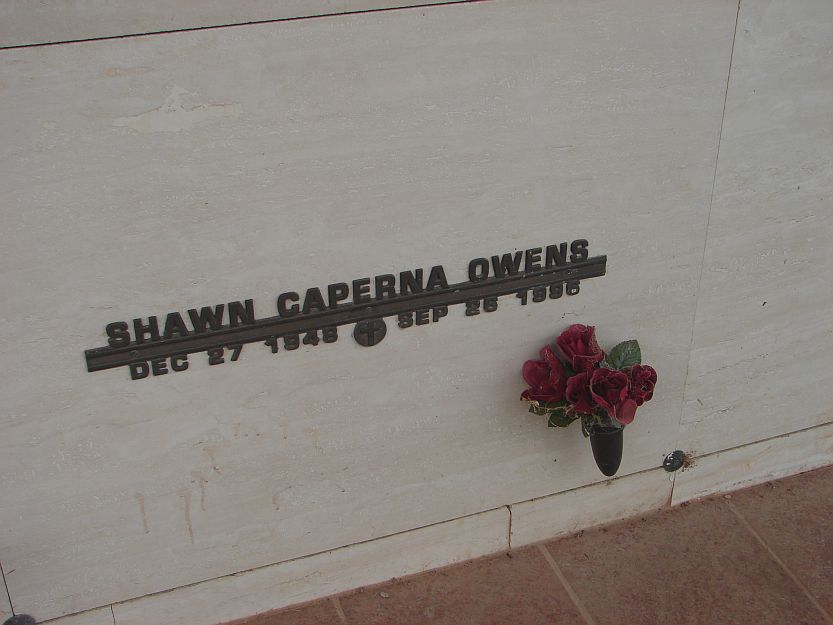 SHAWN CAPERNA OWENS
DEC 27 1948 SEP 26 1996